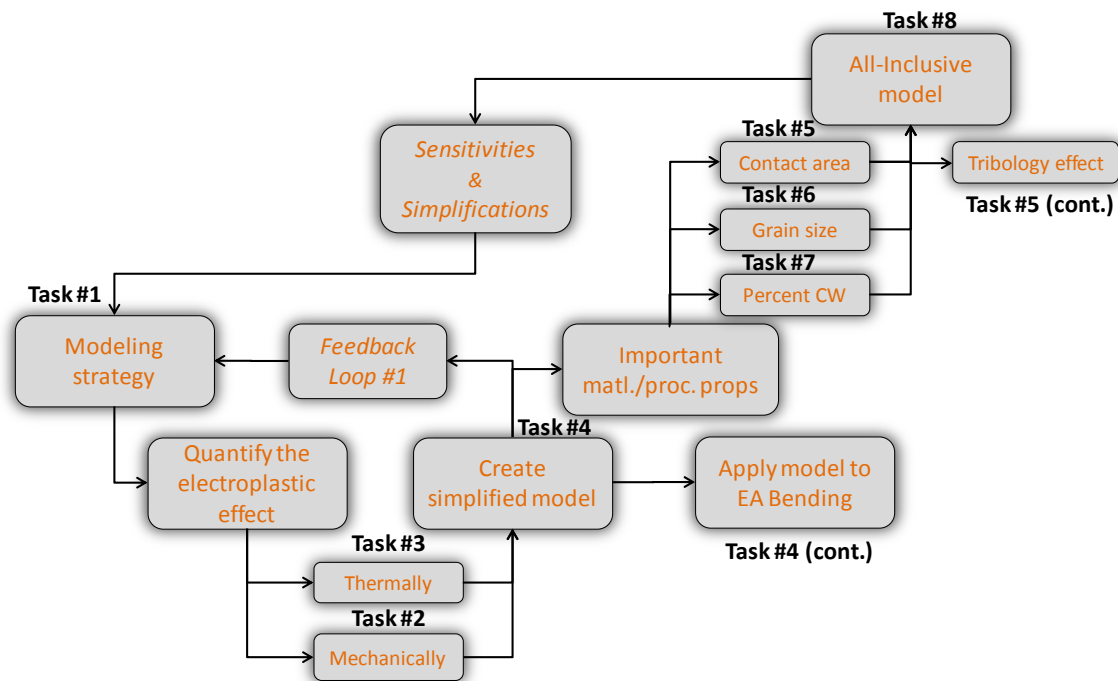 Task #8
All-Inclusive
model
Sensitivities
&
Simplifications
Task #5
Contact area
Tribology effect
Task #5 (cont.)
Task #6
Grain size
Task #7
Percent CW
Task #1
Modeling
strategy
Feedback
Loop #1
Important
matl./proc. props
Task #4
Quantify the
electroplastic
effect
Create
simplified model
Apply model to
EA Bending
Task #4 (cont.)
Task #3
Thermally
Task #2
Mechanically